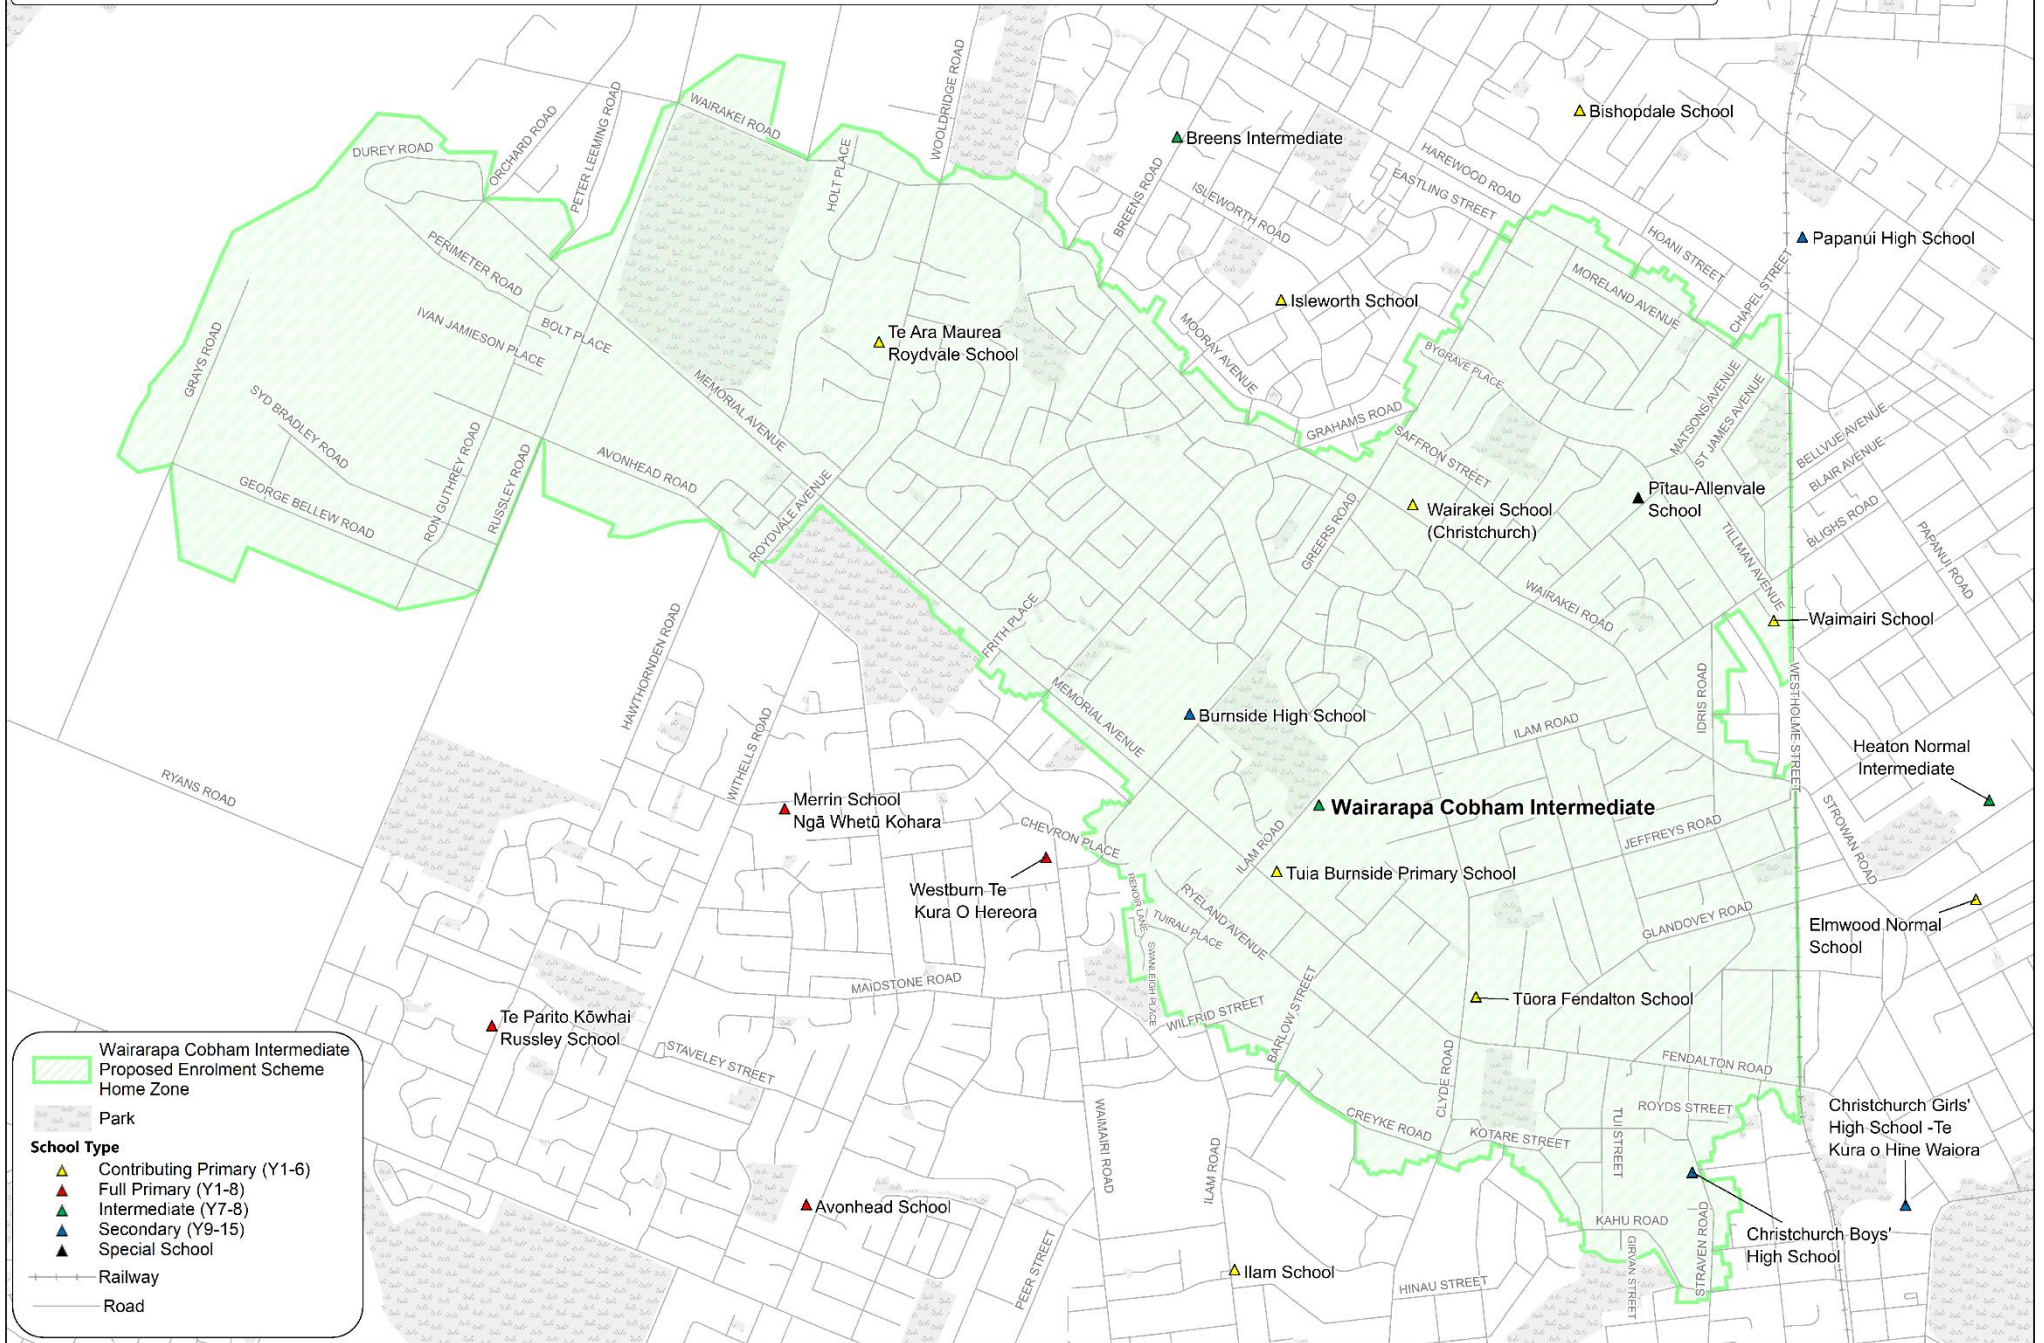 WAIRAKEI ROAD
WOOLDRIDGE ROAD
ORCHARD ROAD
PETER LEEMING ROAD
DUREY ROAD
HOLT PLACE
BREENS ROAD
Breens Intermediate
Bishopdale School
HAREWOOD ROAD
EASTLING STREET
ISLEWORTH ROAD
HOANI STREET
Papanui High School
CHAPEL STREET
MORELAND AVENUE
PERIMETER ROAD
IVAN JAMIESON PLACE
BOLT PLACE
GRAYS ROAD
Isleworth School
MOORAY AVENUE
Te Ara Maurea
Roydvale School
BYGRAVE PLACE
MATSONS AVENUE
ST JAMES AVENUE
MEMORIAL AVENUE
SYD BRADLEY ROAD
GRAHAMS ROAD
SAFFRON STREET
BELLVUE AVENUE
BLAIR AVENUE
BLIGHS ROAD
PAPANUI ROAD
AVONHEAD ROAD
RON GUTHREY ROAD
RUSSLEY ROAD
GEORGE BELLEW ROAD
ROYDVALE AVENUE
GREERS ROAD
Wairakei School
(Christchurch)
Pītau-Allenvale
School
TILLMAN AVENUE
WAIRAKEI ROAD
Waimairi School
HAWTHORNDEN ROAD
FRITH PLACE
MEMORIAL AVENUE
IDRIS ROAD
WESTHOLME STREET
Burnside High School
ILAM ROAD
WITHELLS ROAD
RYANS ROAD
Heaton Normal
Intermediate
Merrin School
Ngā Whetū Kohara
Wairarapa Cobham Intermediate
STROWAN ROAD
CHEVRON PLACE
JEFFREYS ROAD
ILAM ROAD
Westburn Te
Kura O Hereora
Tuia Burnside Primary School
RENOIR LANE
RYELAND AVENUE
TUIRAU PLACE
GLANDOVEY ROAD
Elmwood Normal
School
SWANLEIGH PLACE
MAIDSTONE ROAD
WILFRID STREET
BARLOW STREET
Tūora Fendalton School
Te Parito Kōwhai
Russley School
STAVELEY STREET
CLYDE ROAD
FENDALTON ROAD
ROYDS STREET
CREYKE ROAD
KOTARE STREET
TUI STREET
Christchurch Girls'
High School -Te
Kura o Hine Waiora
WAIMAIRI ROAD
ILAM ROAD
Avonhead School
KAHU ROAD
STRAVEN ROAD
GIRVAN STREET
Christchurch Boys'
High School
PEER STREET
Ilam School
HINAU STREET
Wairarapa Cobham Intermediate
Proposed Enrolment Scheme
Home Zone
Park
School Type
Contributing Primary (Y1-6)
Full Primary (Y1-8)
Intermediate (Y7-8)
Secondary (Y9-15)
Special School
Railway
Road